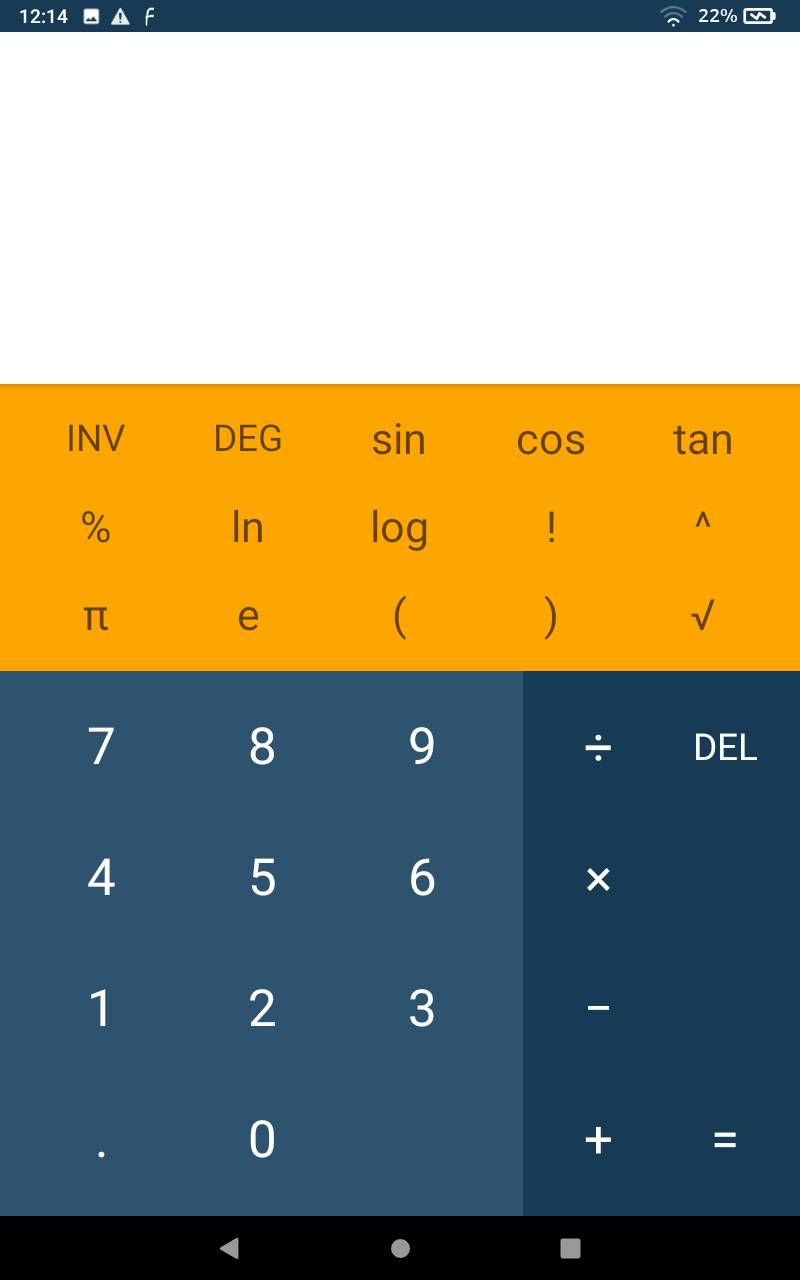 12:14 22%
INV DEG sin cos tan
% ln log ! ^
π e ( ) √
7 8 9 ÷ DEL
4 5 6 ×
1 2 3 −
. 0 + =